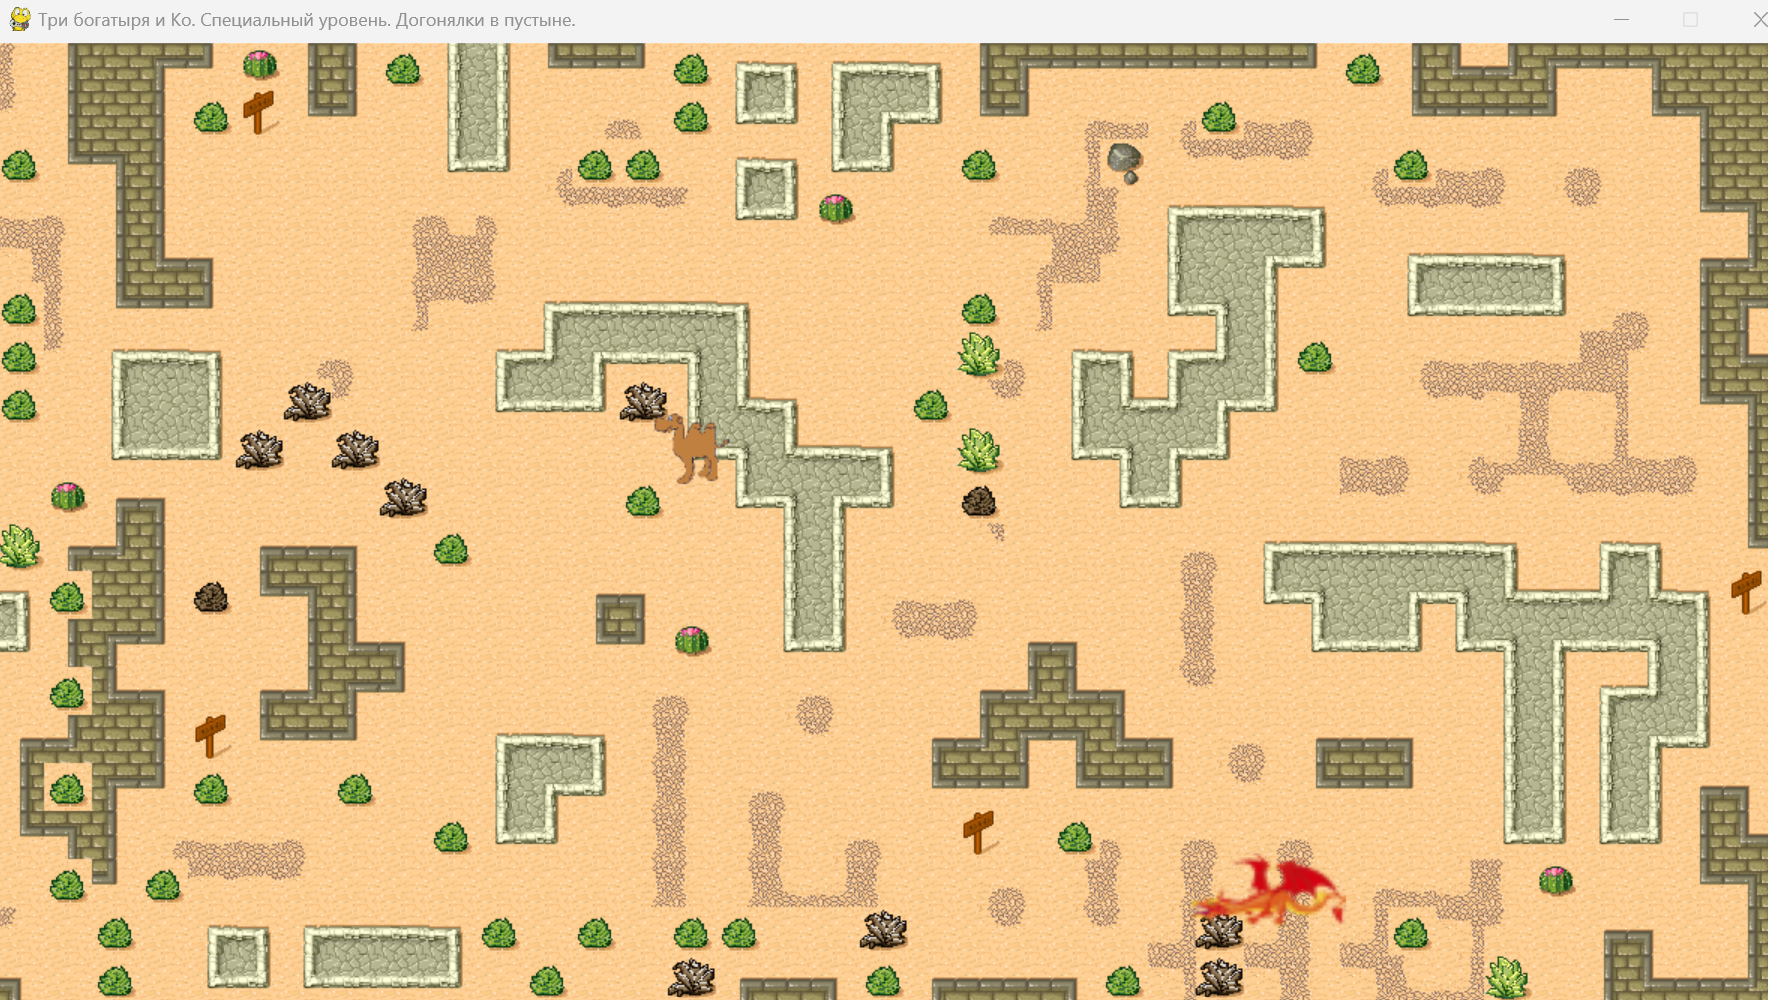 Три богатыря и Ко. Специальный уровень. Догонялки в пустыне.